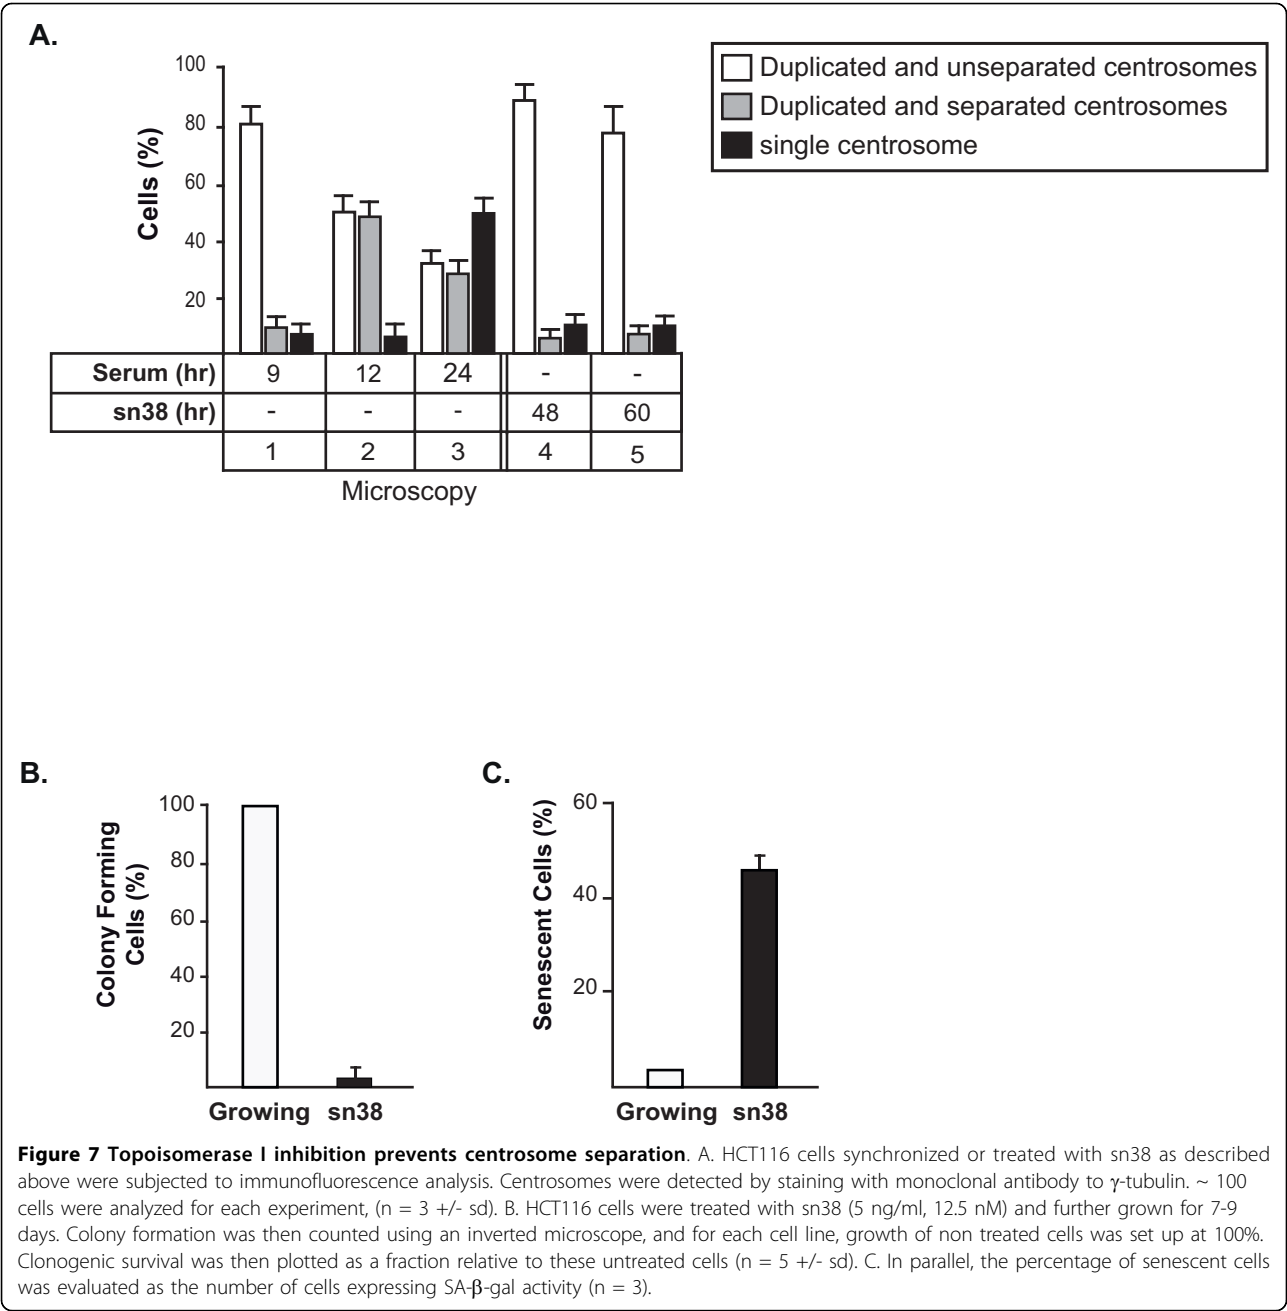 A.
100
80
60
40
20
Cells (%)
Duplicated and unseparated centrosomes
Duplicated and separated centrosomes
single centrosome
Serum (hr) 9 12 24 - -
sn38 (hr) - - - 48 60
1 2 3 4 5
Microscopy
B.
100
80
60
40
20
Colony Forming
Cells (%)
Growing sn38
C.
60
40
20
Senescent Cells (%)
Growing sn38
Figure 7 Topoisomerase I inhibition prevents centrosome separation. A. HCT116 cells synchronized or treated with sn38 as described
above were subjected to immunofluorescence analysis. Centrosomes were detected by staining with monoclonal antibody to γ-tubulin. ~ 100
cells were analyzed for each experiment, (n = 3 +/- sd). B. HCT116 cells were treated with sn38 (5 ng/ml, 12.5 nM) and further grown for 7-9
days. Colony formation was then counted using an inverted microscope, and for each cell line, growth of non treated cells was set up at 100%.
Clonogenic survival was then plotted as a fraction relative to these untreated cells (n = 5 +/- sd). C. In parallel, the percentage of senescent cells
was evaluated as the number of cells expressing SA-β-gal activity (n = 3).